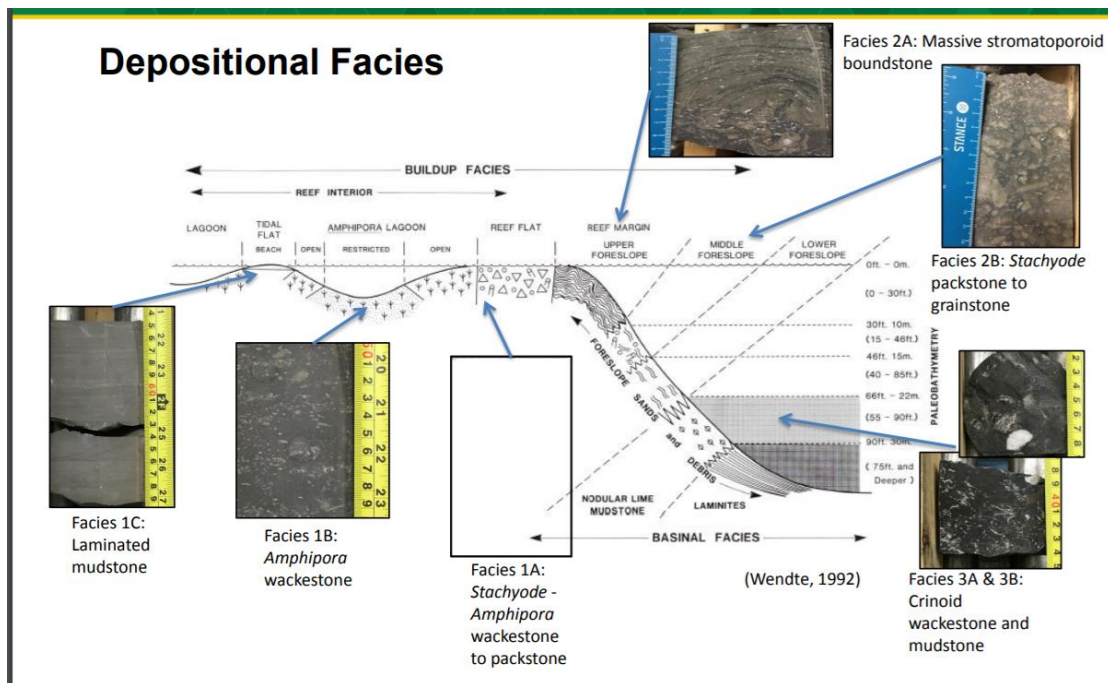 Depositional Facies
Facies 2A: Massive stromatoporoid
boundstone
STANCE
Facies 2B: Stachyode
packstone to
grainstone
BUILDUP FACIES
REEF INTERIOR
LAGOON
TIDAL
FLAT
BEACH
AMPHIPORA LAGOON
OPEN
RESTRICTED
OPEN
REEF FLAT
REEF MARGIN
UPPER
FORESLOPE
MIDDLE
FORESLOPE
LOWER
FORESLOPE
0ft. - 0m.
(0 - 30ft.)
30ft. 10m.
(15 - 46ft.)
46ft. 15m.
(40 - 85ft.)
66ft. - 22m.
(55 - 90ft.)
90ft. 30m.
( 75ft. and
Deeper )
PALEOBATHYMETRY
FORESLOPE SANDS and DEBRIS
NODULAR LIME
MUDSTONE
LAMINITES
BASINAL FACIES
(Wendte, 1992)
Facies 1C:
Laminated
mudstone
Facies 1B:
Amphipora
wackestone
Facies 1A:
Stachyode -
Amphipora
wackestone
to packstone
Facies 3A & 3B:
Crinoid
wackestone and
mudstone